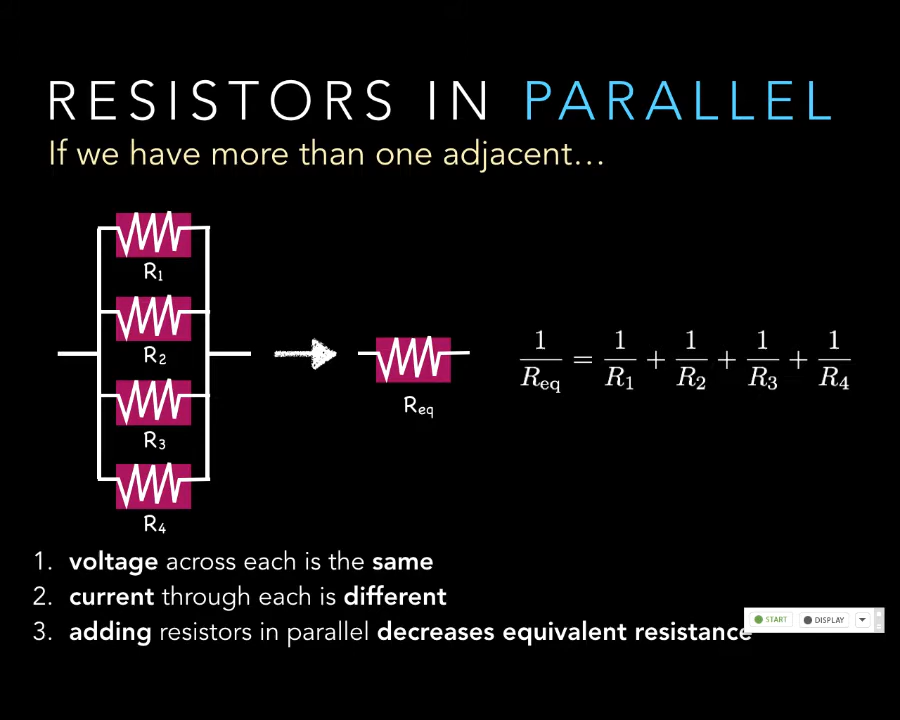 RESISTORS IN PARALLEL
If we have more than one adjacent...
R₁
R₂
R₃
R₄
R_eq
1/R_eq = 1/R₁ + 1/R₂ + 1/R₃ + 1/R₄
1. voltage across each is the same
2. current through each is different
3. adding resistors in parallel decreases equivalent resistance
START DISPLAY